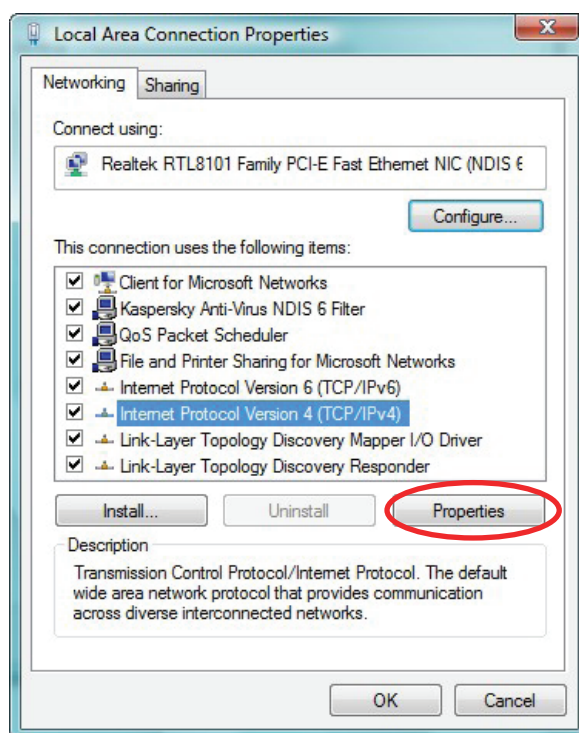 Local Area Connection Properties
Networking
Sharing
Connect using:
Realtek RTL8101 Family PCI-E Fast Ethernet NIC (NDIS 6
Configure...
This connection uses the following items:
Client for Microsoft Networks
Kaspersky Anti-Virus NDIS 6 Filter
QoS Packet Scheduler
File and Printer Sharing for Microsoft Networks
Internet Protocol Version 6 (TCP/IPv6)
Internet Protocol Version 4 (TCP/IPv4)
Link-Layer Topology Discovery Mapper I/O Driver
Link-Layer Topology Discovery Responder
Install...
Uninstall
Properties
Description
Transmission Control Protocol/Internet Protocol. The default
wide area network protocol that provides communication
across diverse interconnected networks.
OK
Cancel